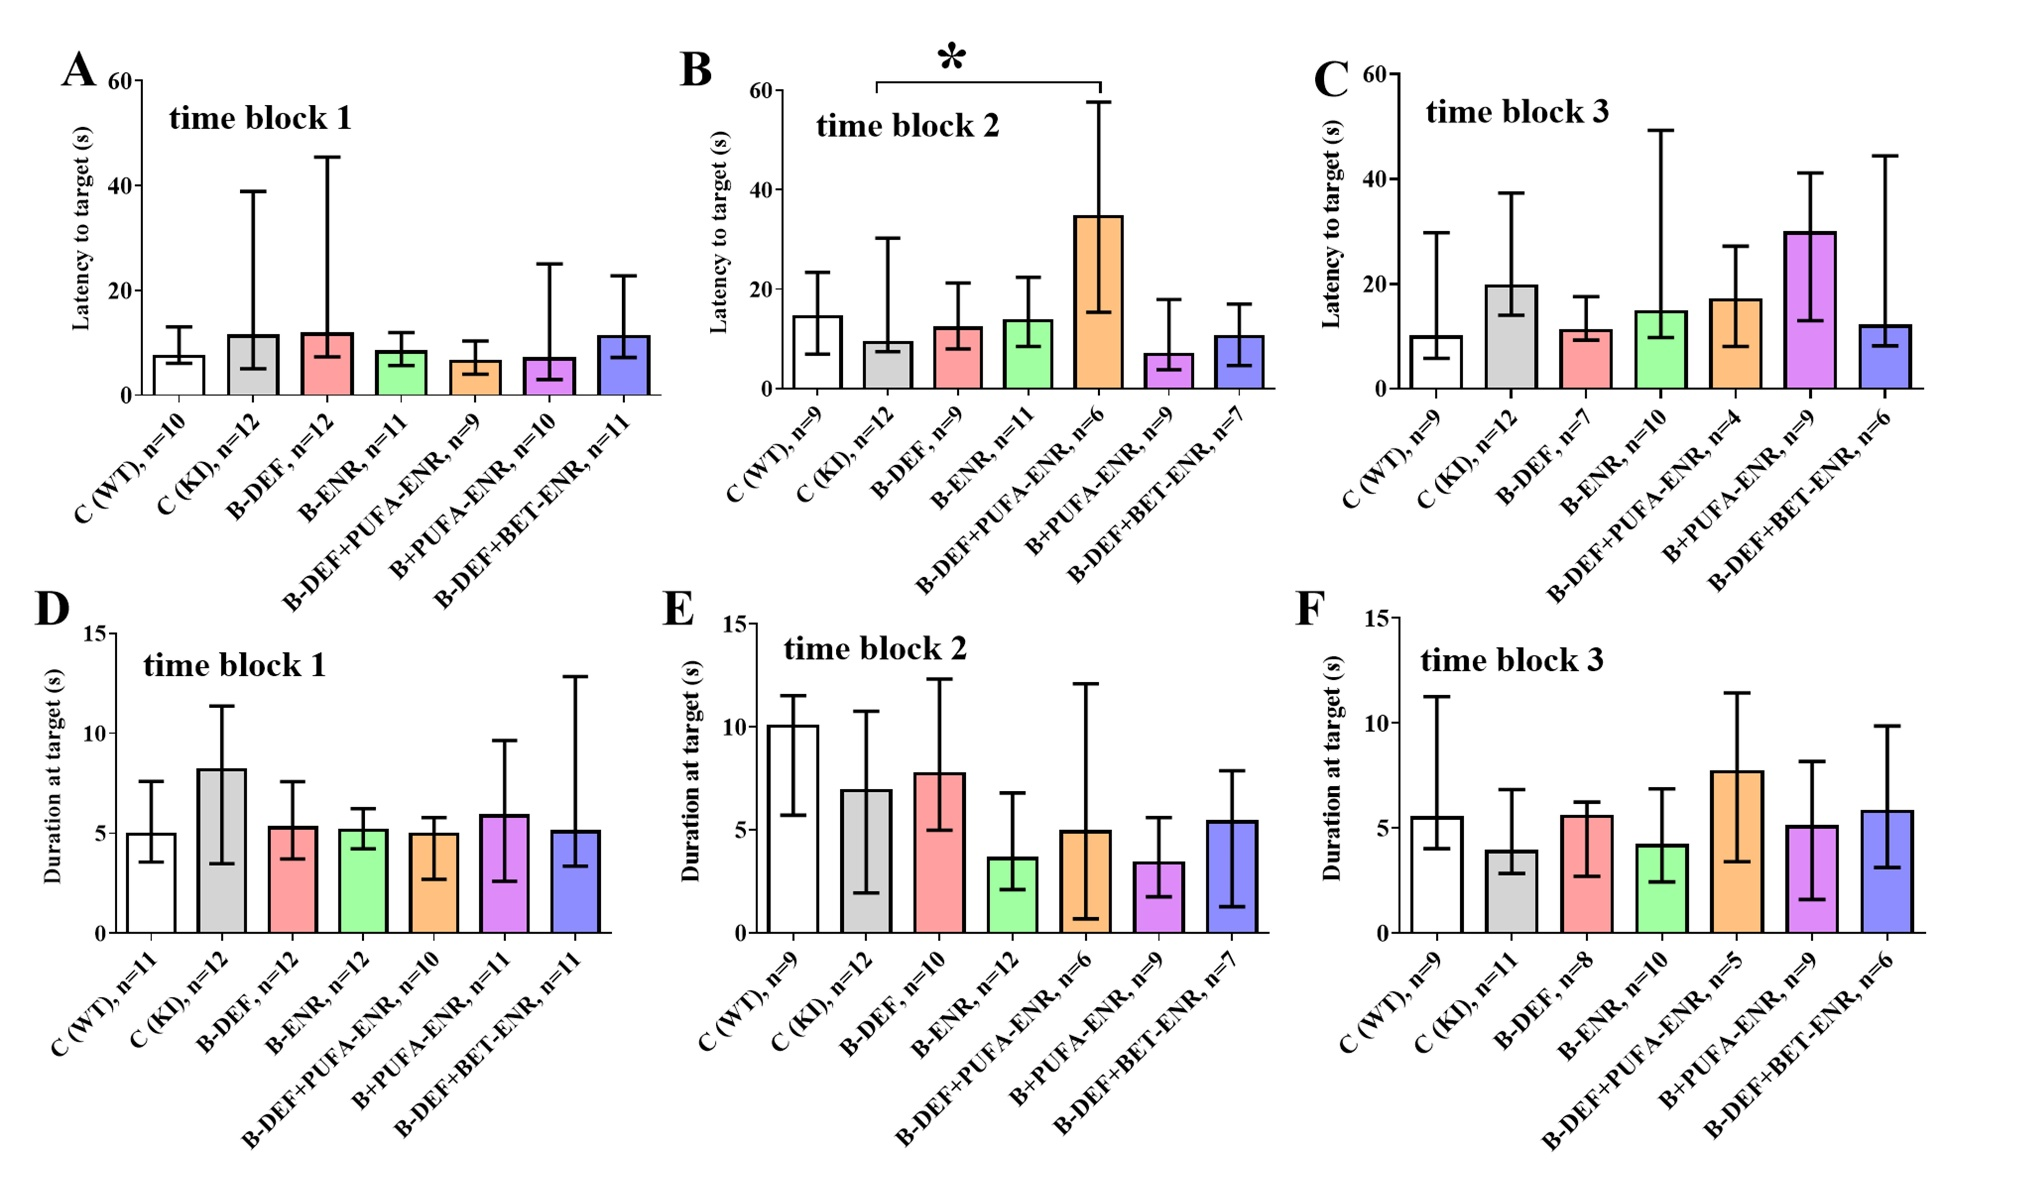 A
time block 1
Latency to target (s)
60
40
20
0
C (WT), n=10
C (KI), n=12
B-DEF, n=12
B-ENR, n=11
B-DEF+PUFA-ENR, n=9
B+PUFA-ENR, n=10
B-DEF+BET-ENR, n=11
B
*
time block 2
Latency to target (s)
60
40
20
0
C (WT), n=9
C (KI), n=12
B-DEF, n=9
B-ENR, n=11
B-DEF+PUFA-ENR, n=6
B+PUFA-ENR, n=9
B-DEF+BET-ENR, n=7
C
time block 3
Latency to target (s)
60
40
20
0
C (WT), n=9
C (KI), n=12
B-DEF, n=7
B-ENR, n=10
B-DEF+PUFA-ENR, n=4
B+PUFA-ENR, n=9
B-DEF+BET-ENR, n=6
D
time block 1
Duration at target (s)
15
10
5
0
C (WT), n=11
C (KI), n=12
B-DEF, n=12
B-ENR, n=12
B-DEF+PUFA-ENR, n=10
B+PUFA-ENR, n=11
B-DEF+BET-ENR, n=11
E
time block 2
Duration at target (s)
15
10
5
0
C (WT), n=9
C (KI), n=12
B-DEF, n=10
B-ENR, n=12
B-DEF+PUFA-ENR, n=6
B+PUFA-ENR, n=9
B-DEF+BET-ENR, n=7
F
time block 3
Duration at target (s)
15
10
5
0
C (WT), n=9
C (KI), n=11
B-DEF, n=8
B-ENR, n=10
B-DEF+PUFA-ENR, n=5
B+PUFA-ENR, n=9
B-DEF+BET-ENR, n=6